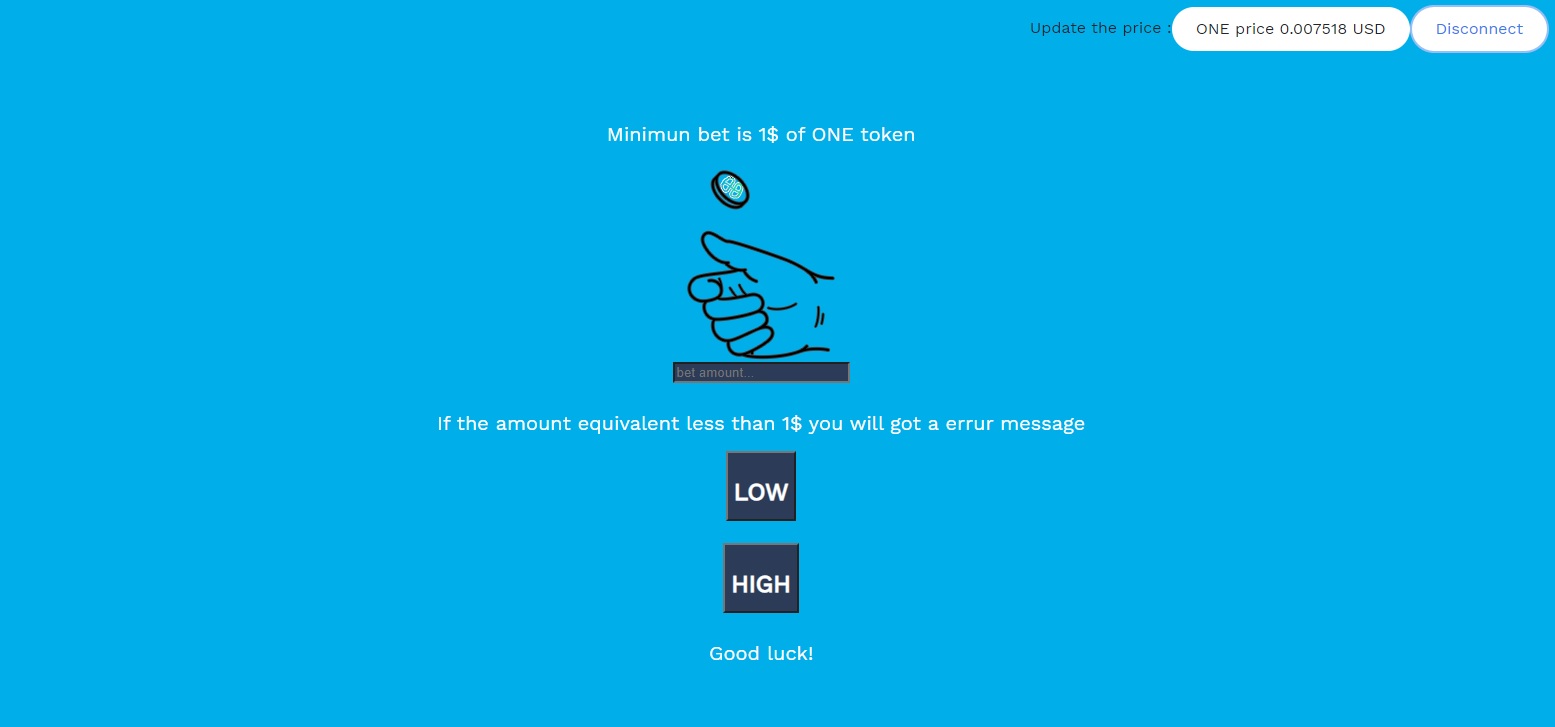 Update the price : ONE price 0.007518 USD Disconnect
Minimun bet is 1$ of ONE token
bet amount...
If the amount equivalent less than 1$ you will got a errur message
LOW
HIGH
Good luck!